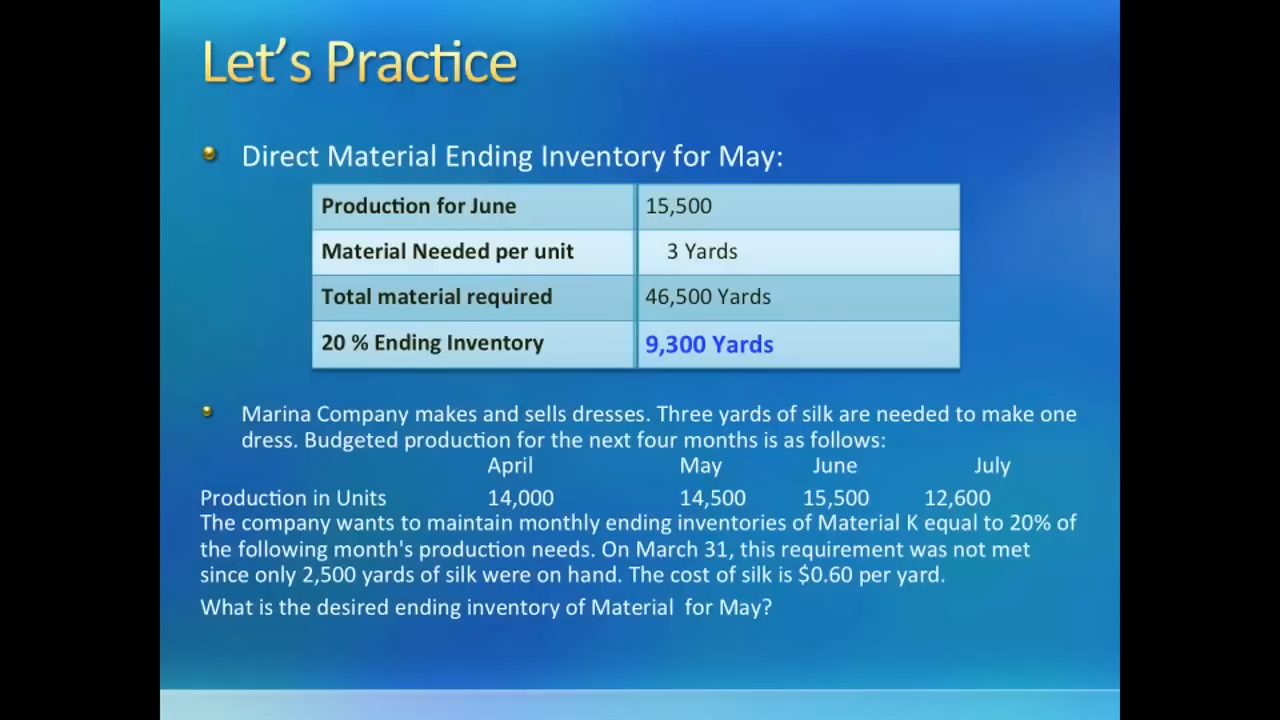 Let's Practice
Direct Material Ending Inventory for May:
Production for June 15,500
Material Needed per unit 3 Yards
Total material required 46,500 Yards
20 % Ending Inventory 9,300 Yards
Marina Company makes and sells dresses. Three yards of silk are needed to make one
dress. Budgeted production for the next four months is as follows:
April May June July
Production in Units 14,000 14,500 15,500 12,600
The company wants to maintain monthly ending inventories of Material K equal to 20% of
the following month's production needs. On March 31, this requirement was not met
since only 2,500 yards of silk were on hand. The cost of silk is $0.60 per yard.
What is the desired ending inventory of Material for May?